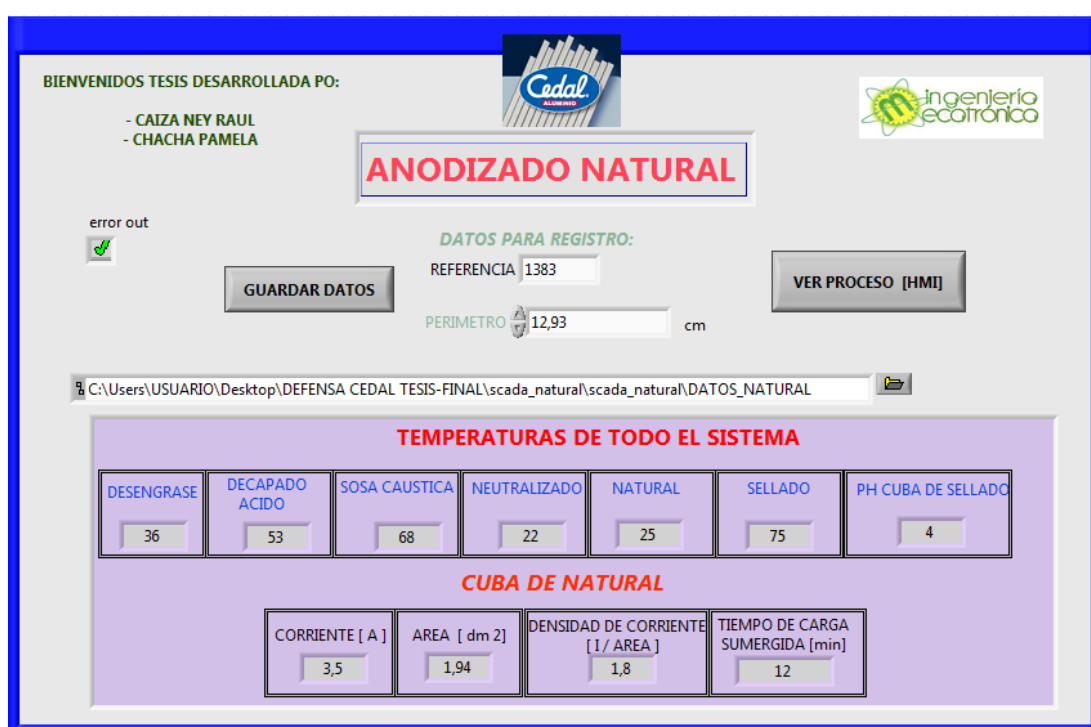 BIENVENIDOS TESIS DESARROLLADA PO:
- CAIZA NEY RAUL
- CHACHA PAMELA
Cedal
ALUMINIO
ingeniería
ecatrónica
ANODIZADO NATURAL
error out
DATOS PARA REGISTRO:
REFERENCIA 1383
GUARDAR DATOS
VER PROCESO [HMI]
PERIMETRO 12,93 cm
C:\Users\USUARIO\Desktop\DEFENSA CEDAL TESIS-FINAL\scada_natural\scada_natural\DATOS_NATURAL
TEMPERATURAS DE TODO EL SISTEMA
DESENGRASE
36
DECAPADO
ACIDO
53
SOSA CAUSTICA
68
NEUTRALIZADO
22
NATURAL
25
SELLADO
75
PH CUBA DE SELLADO
4
CUBA DE NATURAL
CORRIENTE [ A ]
3,5
AREA [ dm 2]
1,94
DENSIDAD DE CORRIENTE
[ I / AREA ]
1,8
TIEMPO DE CARGA
SUMERGIDA [min]
12